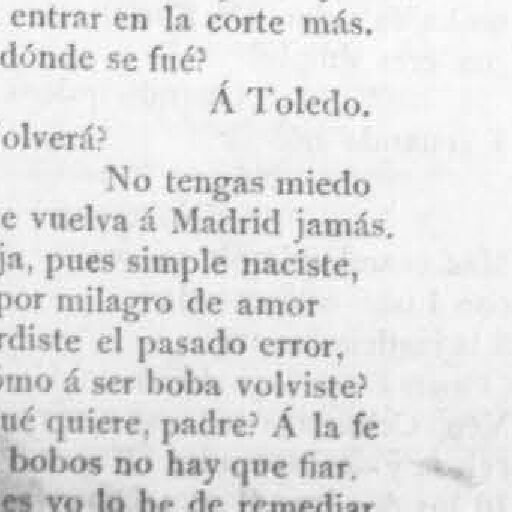 entrar en la corte más.
dónde se fué?
Á Toledo.
olverá?
No tengas miedo
e vuelva á Madrid jamás.
ja, pues simple naciste,
por milagro de amor
rdiste el pasado error,
ómo á ser boba volviste?
ué quiere, padre? Á la fe
bobos no hay que fiar.
es yo lo he de remediar